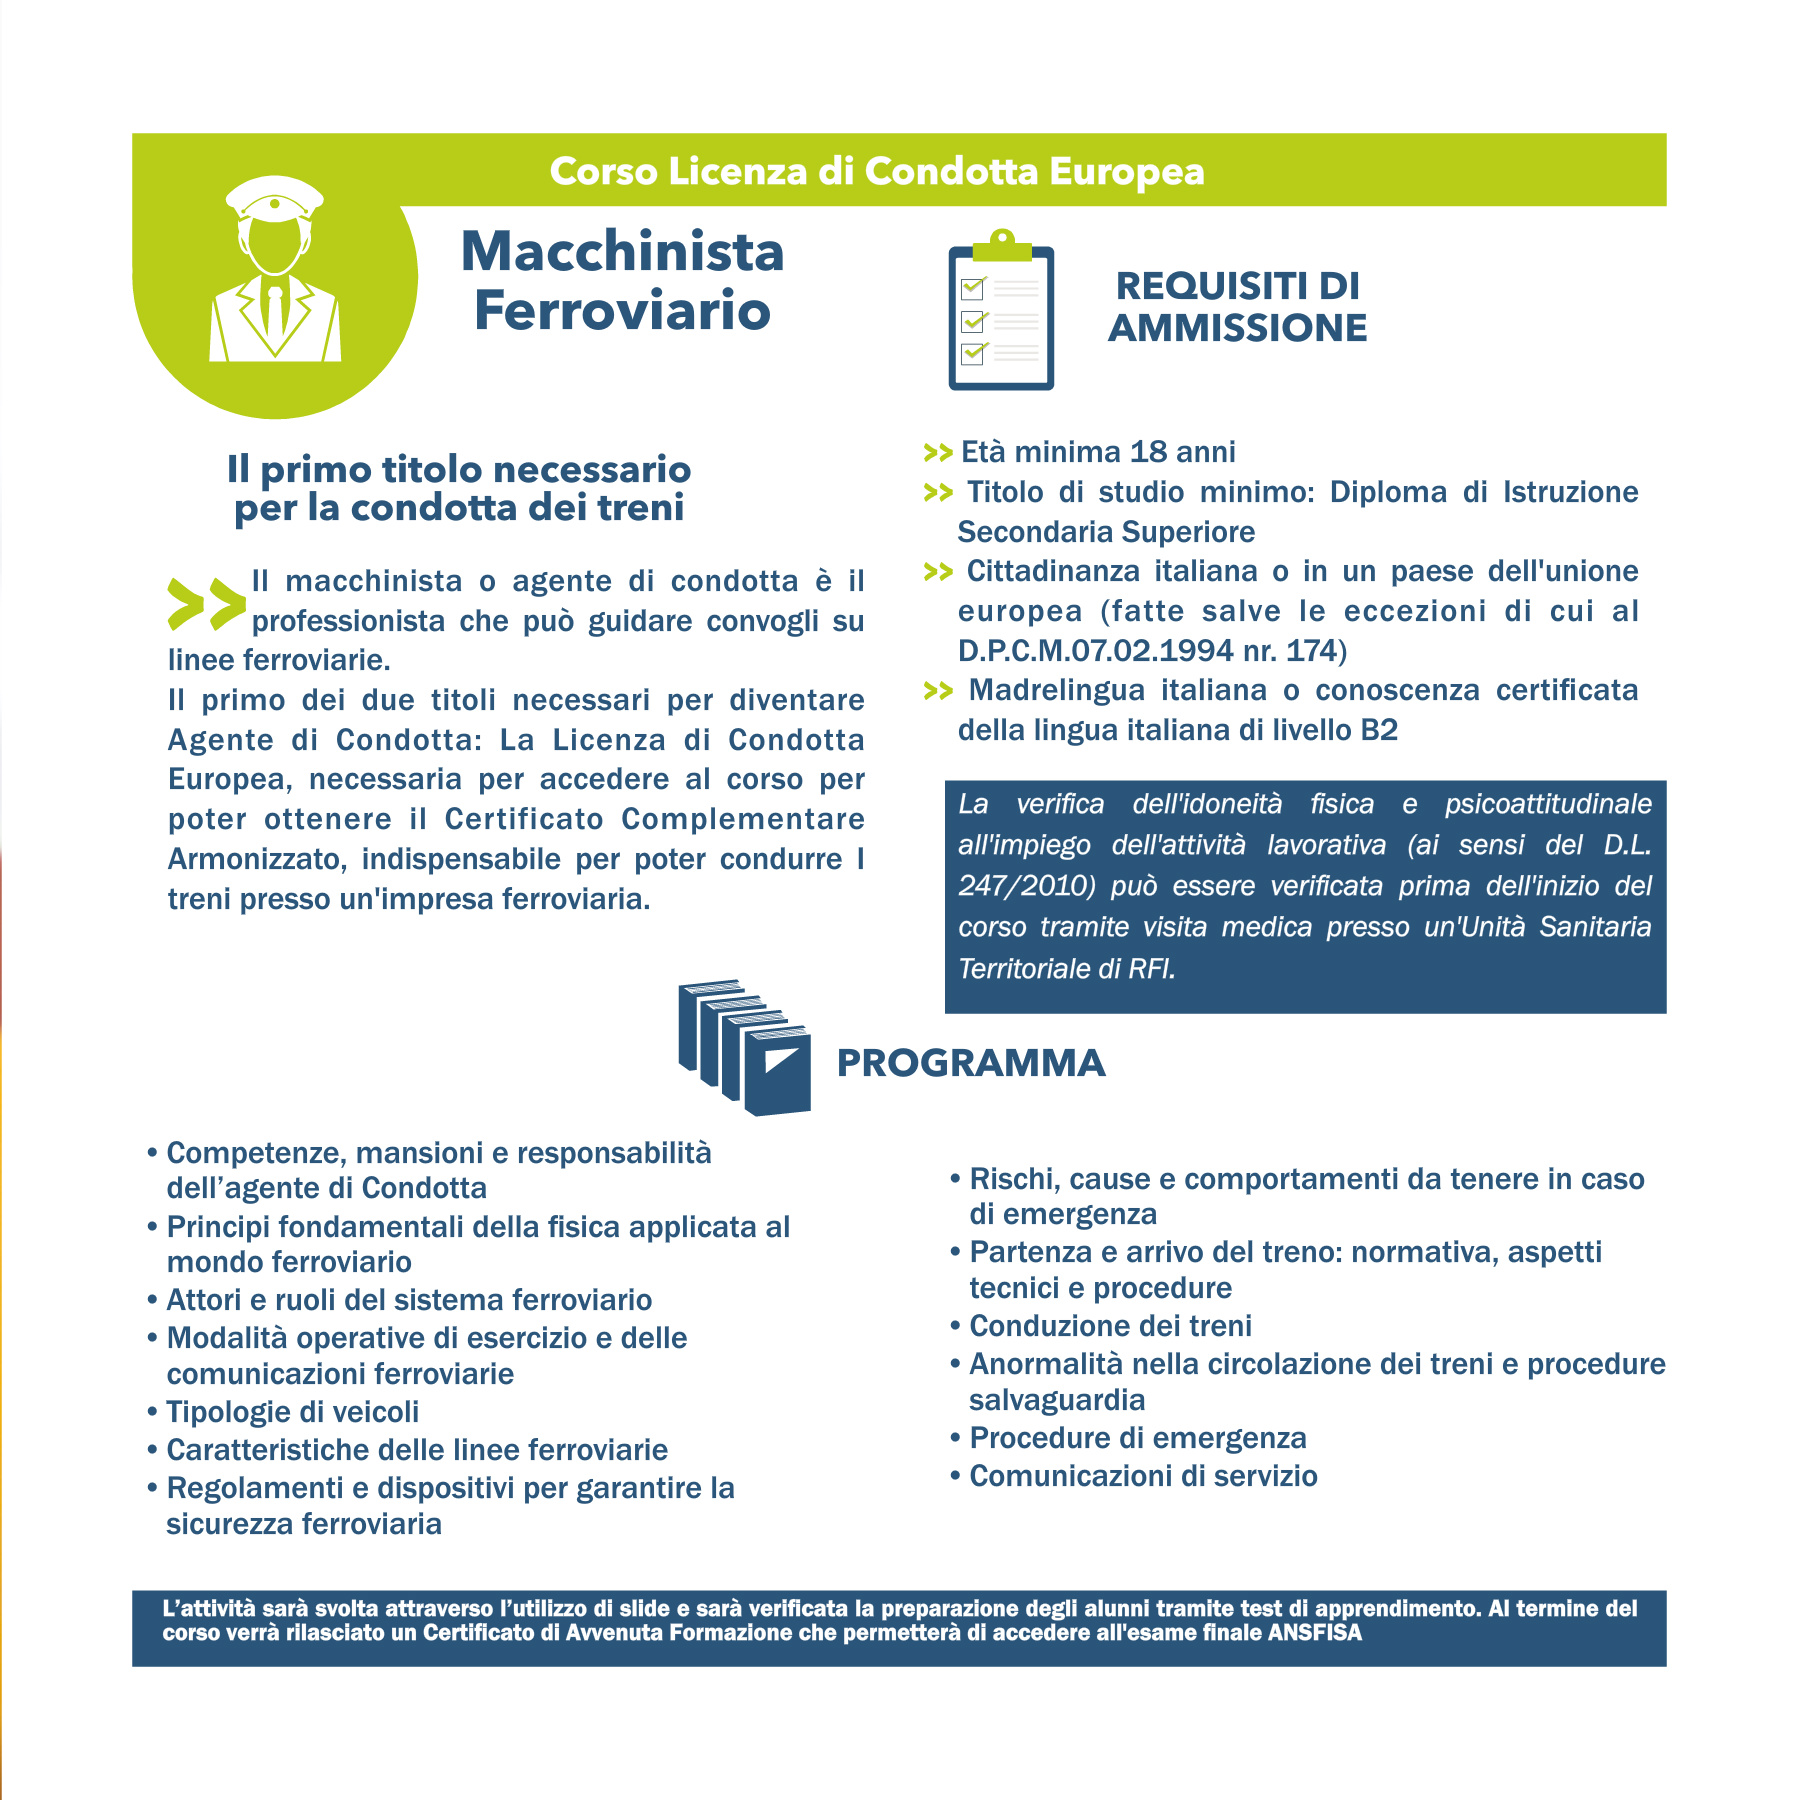 Corso Licenza di Condotta Europea
Macchinista
Ferroviario
Il primo titolo necessario
per la condotta dei treni
>> Il macchinista o agente di condotta è il
professionista che può guidare convogli su
linee ferroviarie.
Il primo dei due titoli necessari per diventare
Agente di Condotta: La Licenza di Condotta
Europea, necessaria per accedere al corso per
poter ottenere il Certificato Complementare
Armonizzato, indispensabile per poter condurre I
treni presso un'impresa ferroviaria.
REQUISITI DI
AMMISSIONE
>> Età minima 18 anni
>> Titolo di studio minimo: Diploma di Istruzione
Secondaria Superiore
>> Cittadinanza italiana o in un paese dell'unione
europea (fatte salve le eccezioni di cui al
D.P.C.M.07.02.1994 nr. 174)
>> Madrelingua italiana o conoscenza certificata
della lingua italiana di livello B2
La verifica dell'idoneità fisica e psicoattitudinale
all'impiego dell'attività lavorativa (ai sensi del D.L.
247/2010) può essere verificata prima dell'inizio del
corso tramite visita medica presso un'Unità Sanitaria
Territoriale di RFI.
PROGRAMMA
• Competenze, mansioni e responsabilità
dell’agente di Condotta
• Principi fondamentali della fisica applicata al
mondo ferroviario
• Attori e ruoli del sistema ferroviario
• Modalità operative di esercizio e delle
comunicazioni ferroviarie
• Tipologie di veicoli
• Caratteristiche delle linee ferroviarie
• Regolamenti e dispositivi per garantire la
sicurezza ferroviaria
• Rischi, cause e comportamenti da tenere in caso
di emergenza
• Partenza e arrivo del treno: normativa, aspetti
tecnici e procedure
• Conduzione dei treni
• Anormalità nella circolazione dei treni e procedure
salvaguardia
• Procedure di emergenza
• Comunicazioni di servizio
L’attività sarà svolta attraverso l’utilizzo di slide e sarà verificata la preparazione degli alunni tramite test di apprendimento. Al termine del
corso verrà rilasciato un Certificato di Avvenuta Formazione che permetterà di accedere all'esame finale ANSFISA